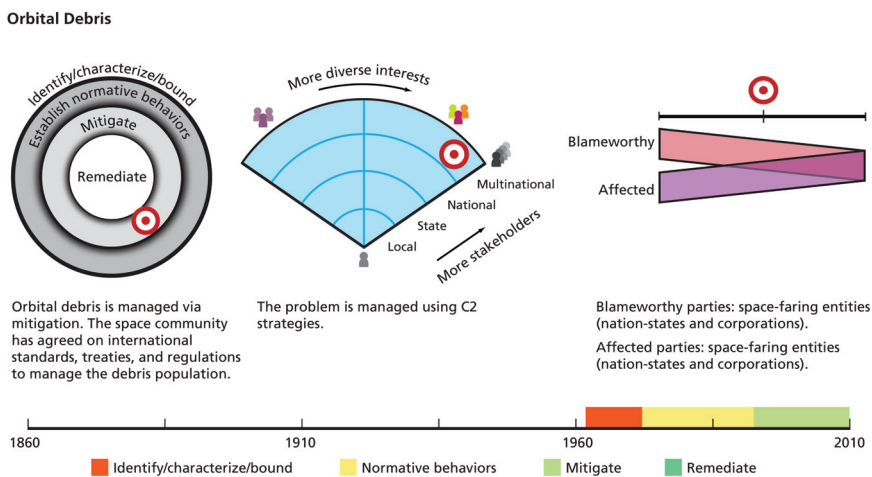 Orbital Debris
Identify/characterize/bound
Establish normative behaviors
Mitigate
Remediate
More diverse interests
Multinational
National
State
Local
More stakeholders
Blameworthy
Affected
Orbital debris is managed via
mitigation. The space community
has agreed on international
standards, treaties, and regulations
to manage the debris population.
The problem is managed using C2
strategies.
Blameworthy parties: space-faring entities
(nation-states and corporations).
Affected parties: space-faring entities
(nation-states and corporations).
1860
1910
1960
2010
Identify/characterize/bound
Normative behaviors
Mitigate
Remediate